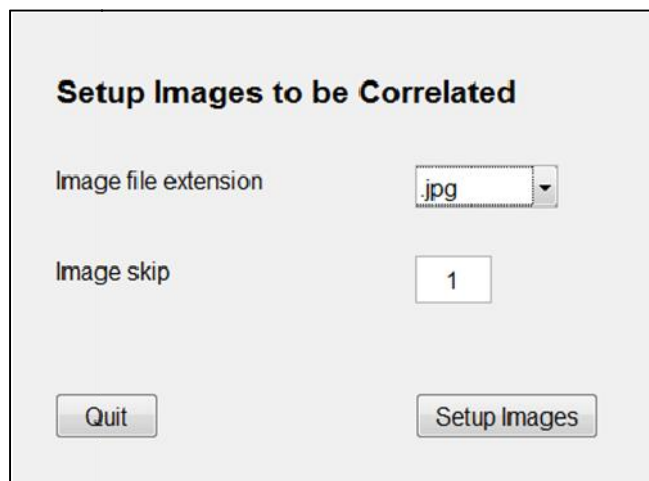 Setup Images to be Correlated
Image file extension .jpg
Image skip 1
Quit Setup Images